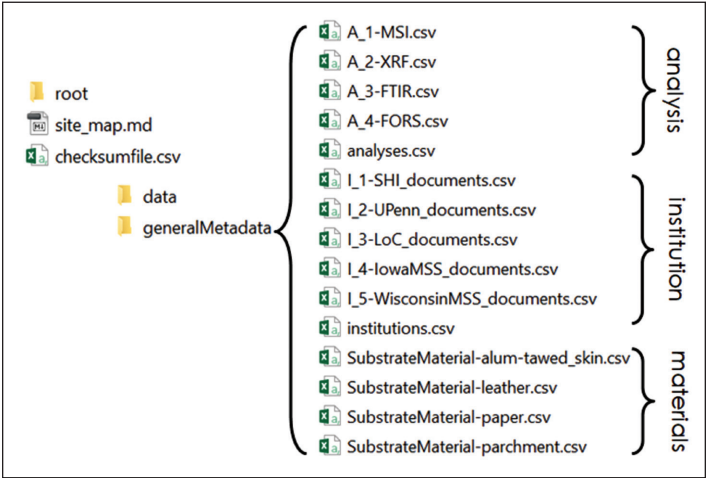 root
site_map.md
checksumfile.csv
data
generalMetadata
A_1-MSI.csv
A_2-XRF.csv
A_3-FTIR.csv
A_4-FORS.csv
analyses.csv
I_1-SHI_documents.csv
I_2-UPenn_documents.csv
I_3-LoC_documents.csv
I_4-IowaMSS_documents.csv
I_5-WisconsinMSS_documents.csv
institutions.csv
SubstrateMaterial-alum-tawed_skin.csv
SubstrateMaterial-leather.csv
SubstrateMaterial-paper.csv
SubstrateMaterial-parchment.csv
analysis
institution
materials